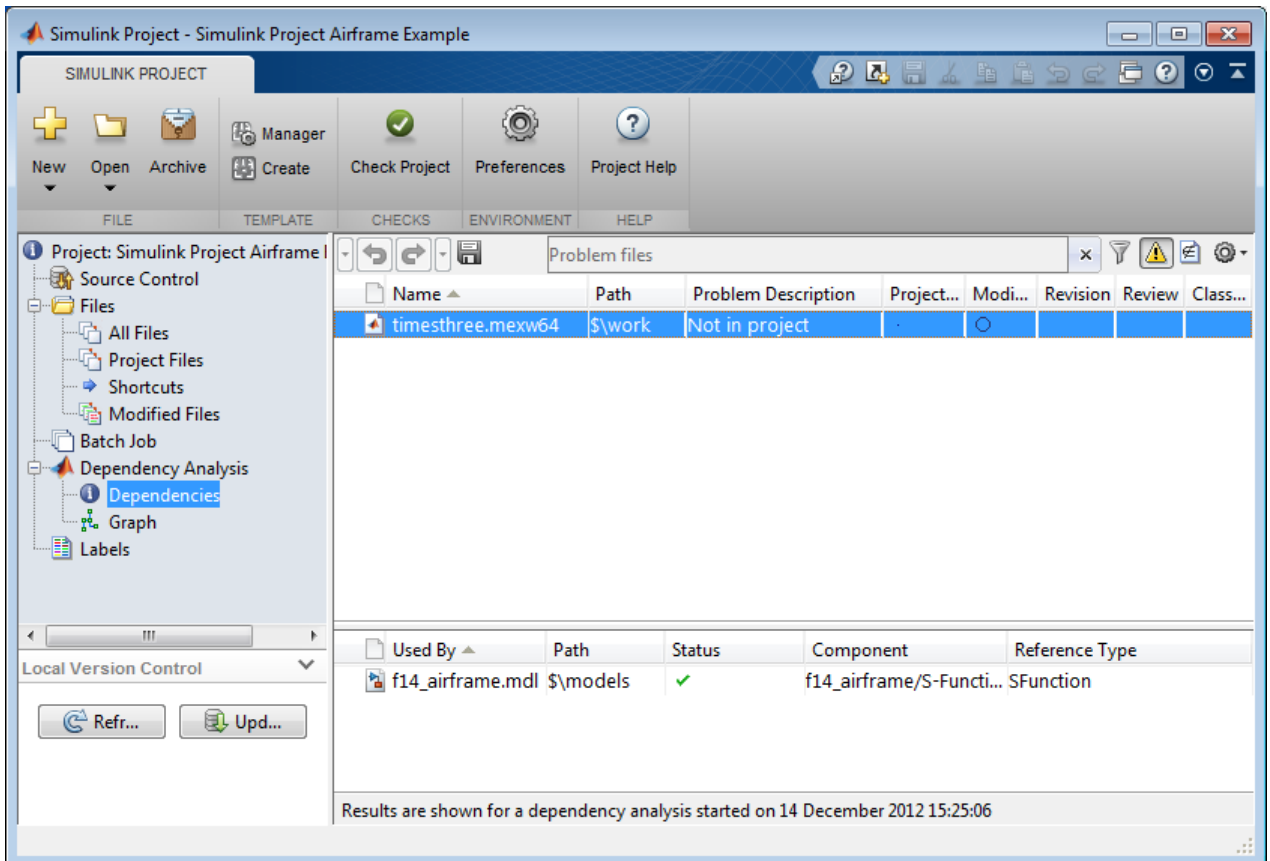 Simulink Project - Simulink Project Airframe Example
SIMULINK PROJECT
New Open Archive Manager Create Check Project Preferences Project Help
FILE TEMPLATE CHECKS ENVIRONMENT HELP
Project: Simulink Project Airframe
Source Control
Files
All Files
Project Files
Shortcuts
Modified Files
Batch Job
Dependency Analysis
Dependencies
Graph
Labels
Local Version Control
Refr... Upd...
Problem files
Name Path Problem Description Project... Modi... Revision Review Class...
timesthree.mexw64 $\work Not in project
Used By Path Status Component Reference Type
f14_airframe.mdl $\models f14_airframe/S-Functi... SFunction
Results are shown for a dependency analysis started on 14 December 2012 15:25:06